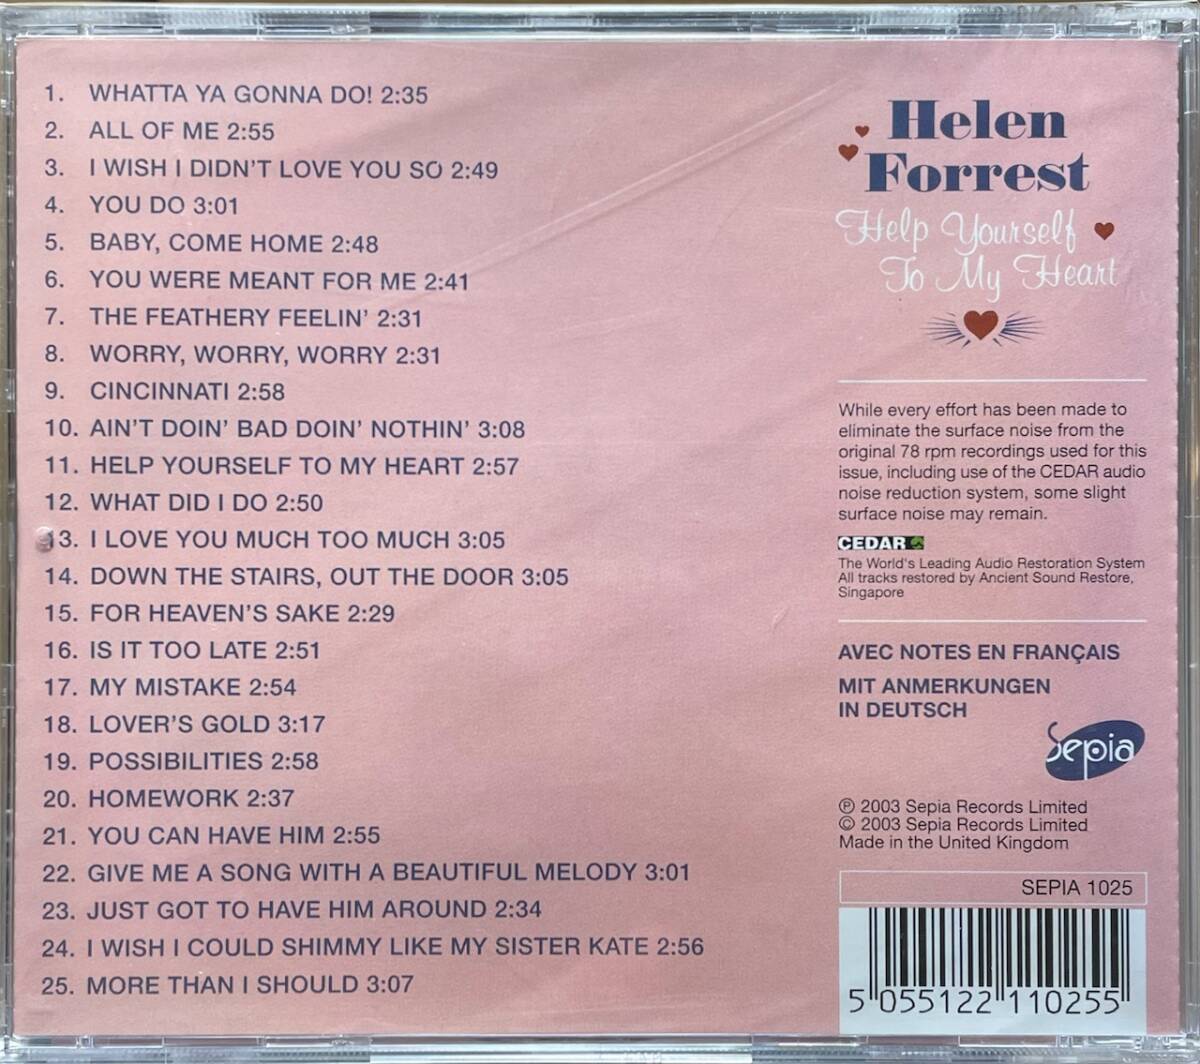 1. WHATTA YA GONNA DO! 2:35
2. ALL OF ME 2:55
3. I WISH I DIDN'T LOVE YOU SO 2:49
4. YOU DO 3:01
5. BABY, COME HOME 2:48
6. YOU WERE MEANT FOR ME 2:41
7. THE FEATHERY FEELIN' 2:31
8. WORRY, WORRY, WORRY 2:31
9. CINCINNATI 2:58
10. AIN'T DOIN' BAD DOIN' NOTHIN' 3:08
11. HELP YOURSELF TO MY HEART 2:57
12. WHAT DID I DO 2:50
13. I LOVE YOU MUCH TOO MUCH 3:05
14. DOWN THE STAIRS, OUT THE DOOR 3:05
15. FOR HEAVEN'S SAKE 2:29
16. IS IT TOO LATE 2:51
17. MY MISTAKE 2:54
18. LOVER'S GOLD 3:17
19. POSSIBILITIES 2:58
20. HOMEWORK 2:37
21. YOU CAN HAVE HIM 2:55
22. GIVE ME A SONG WITH A BEAUTIFUL MELODY 3:01
23. JUST GOT TO HAVE HIM AROUND 2:34
24. I WISH I COULD SHIMMY LIKE MY SISTER KATE 2:56
25. MORE THAN I SHOULD 3:07
Helen
Forrest
Help Yourself
To My Heart
While every effort has been made to
eliminate the surface noise from the
original 78 rpm recordings used for this
issue, including use of the CEDAR audio
noise reduction system, some slight
surface noise may remain.
CEDAR
The World's Leading Audio Restoration System
All tracks restored by Ancient Sound Restore,
Singapore
AVEC NOTES EN FRANÇAIS
MIT ANMERKUNGEN
IN DEUTSCH
Sepia
℗ 2003 Sepia Records Limited
© 2003 Sepia Records Limited
Made in the United Kingdom
SEPIA 1025
5 055122 110255